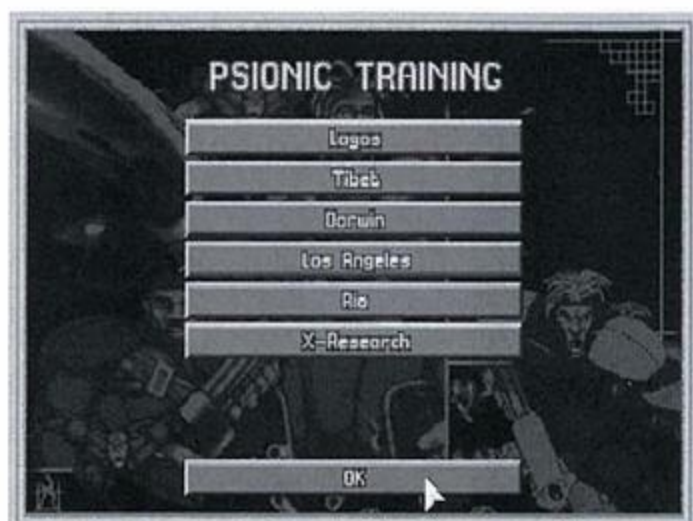 PSIONIC TRAINING
Lagos
Tibet
Darwin
Los Angeles
Rio
X-Research
OK